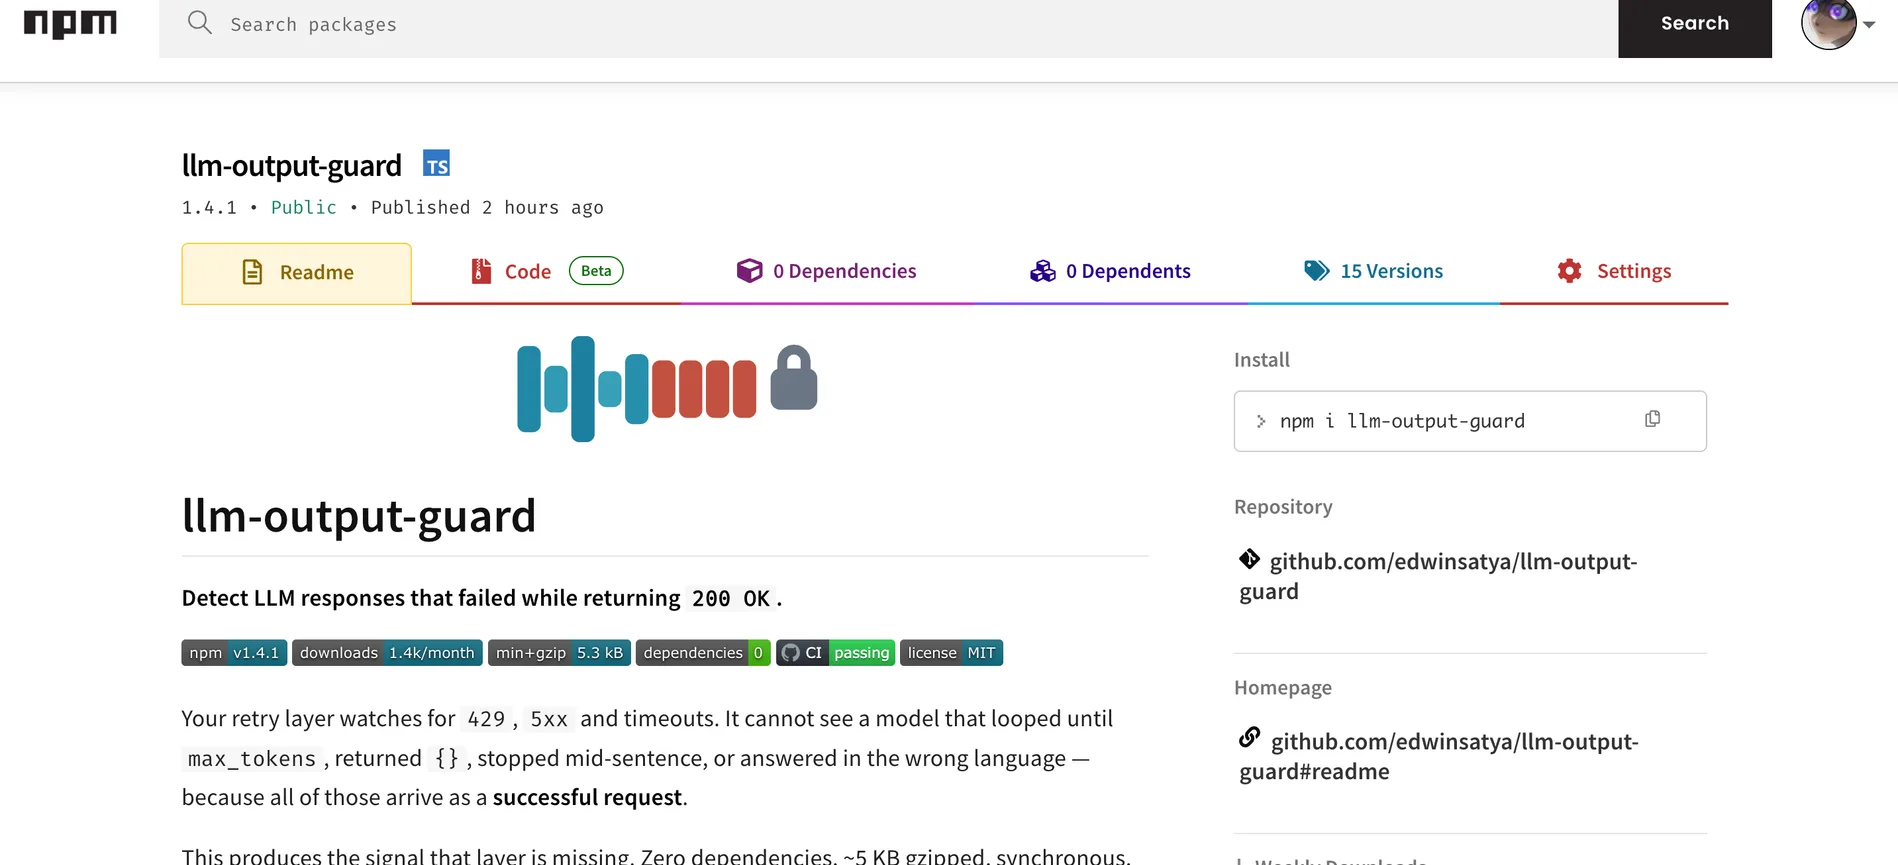 npm
Search packages
Search
llm-output-guard TS
1.4.1 • Public • Published 2 hours ago
Readme
Code Beta
0 Dependencies
0 Dependents
15 Versions
Settings
llm-output-guard
Detect LLM responses that failed while returning 200 OK.
npm v1.4.1 downloads 1.4k/month min+gzip 5.3 kB dependencies 0 CI passing license MIT
Your retry layer watches for 429, 5xx and timeouts. It cannot see a model that looped until
max_tokens, returned {}, stopped mid-sentence, or answered in the wrong language —
because all of those arrive as a successful request.
This produces the signal that layer is missing. Zero dependencies, ~5 KB gzipped, synchronous,
Install
> npm i llm-output-guard
Repository
github.com/edwinsatya/llm-output-
guard
Homepage
github.com/edwinsatya/llm-output-
guard#readme
Weekly Downloads